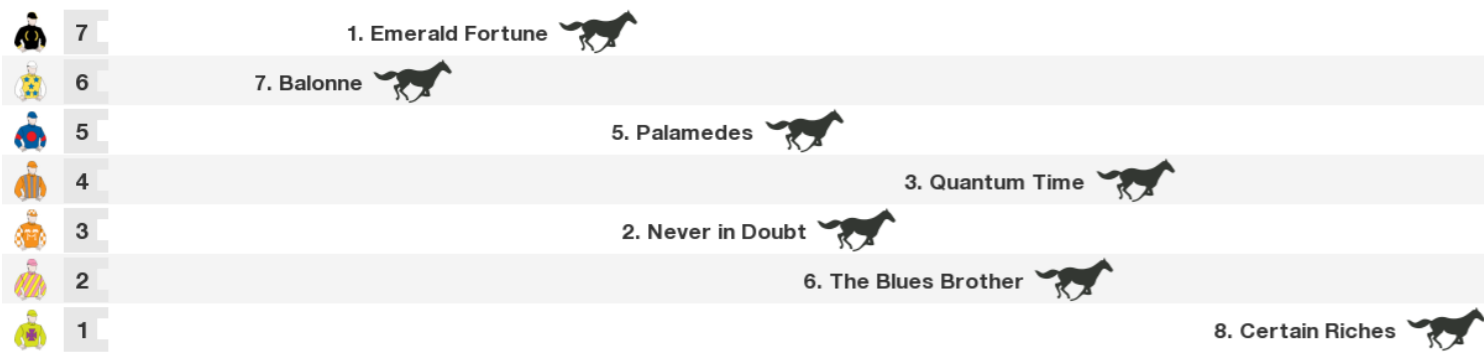 7 1. Emerald Fortune
6 7. Balonne
5 5. Palamedes
4 3. Quantum Time
3 2. Never in Doubt
2 6. The Blues Brother
1 8. Certain Riches